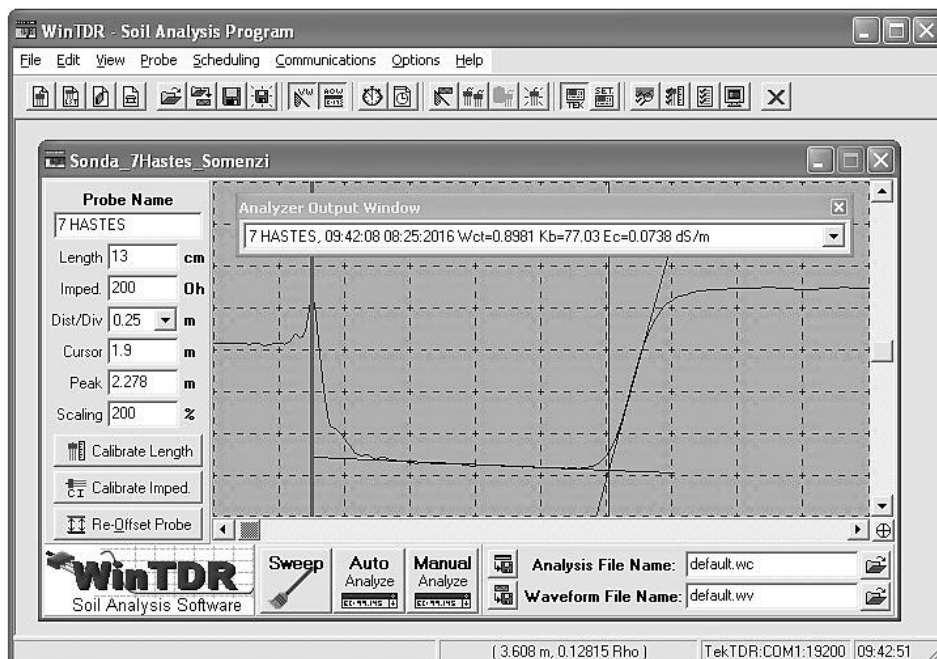 WinTDR - Soil Analysis Program
File Edit View Probe Scheduling Communications Options Help
VW
AOW
TEK
SET.
Sonda_7Hastes_Somenzi
Probe Name
7 HASTES
Length 13 cm
Imped. 200 Oh
Dist/Div 0.25 m
Cursor 1.9 m
Peak 2.278 m
Scaling 200 %
Calibrate Length
Calibrate Imped.
Re-Offset Probe
Analyzer Output Window
7 HASTES, 09:42:08 08:25:2016 Wct=0.8981 Kb=77.03 Ec=0.0738 dS/m
WinTDR
Soil Analysis Software
Sweep
Auto
Analyze
Manual
Analyze
Analysis File Name: default.wc
Waveform File Name: default.wv
( 3.608 m, 0.12815 Rho ) TekTDR:COM1:19200 09:42:51